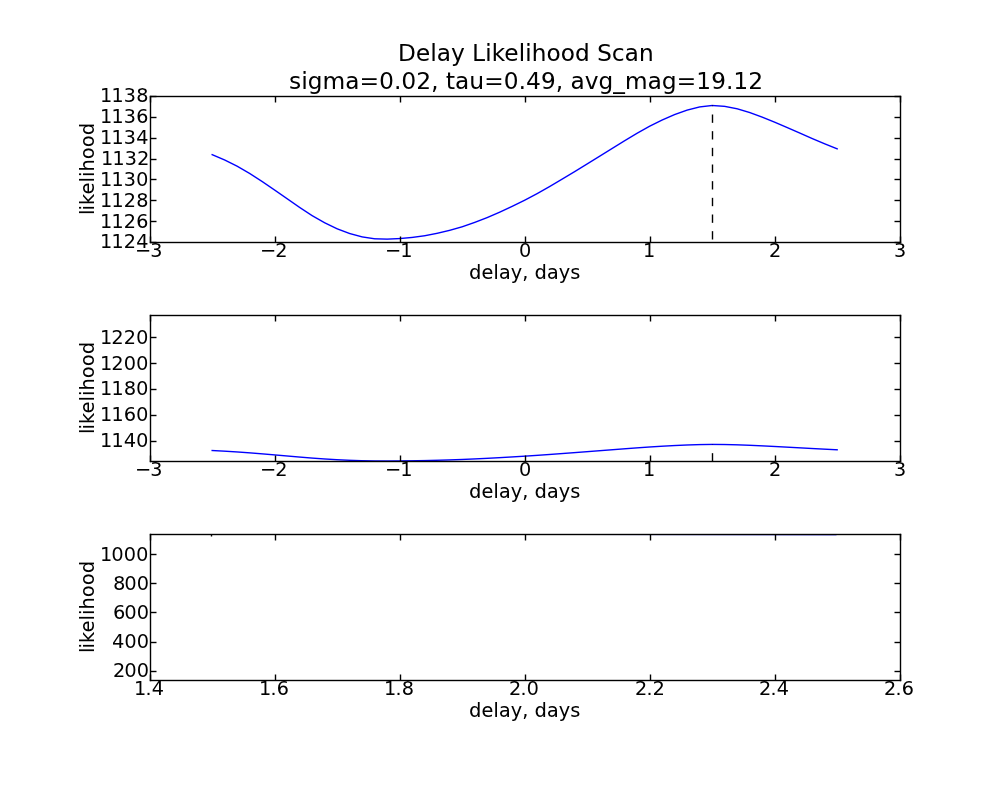 Delay Likelihood Scan
sigma=0.02, tau=0.49, avg_mag=19.12
1138
1136
1134
1132
1130
1128
1126
1124
likelihood
−3 −2 −1 0 1 2 3
delay, days
1220
1200
1180
1160
1140
likelihood
−3 −2 −1 0 1 2 3
delay, days
1000
800
600
400
200
likelihood
1.4 1.6 1.8 2.0 2.2 2.4 2.6
delay, days